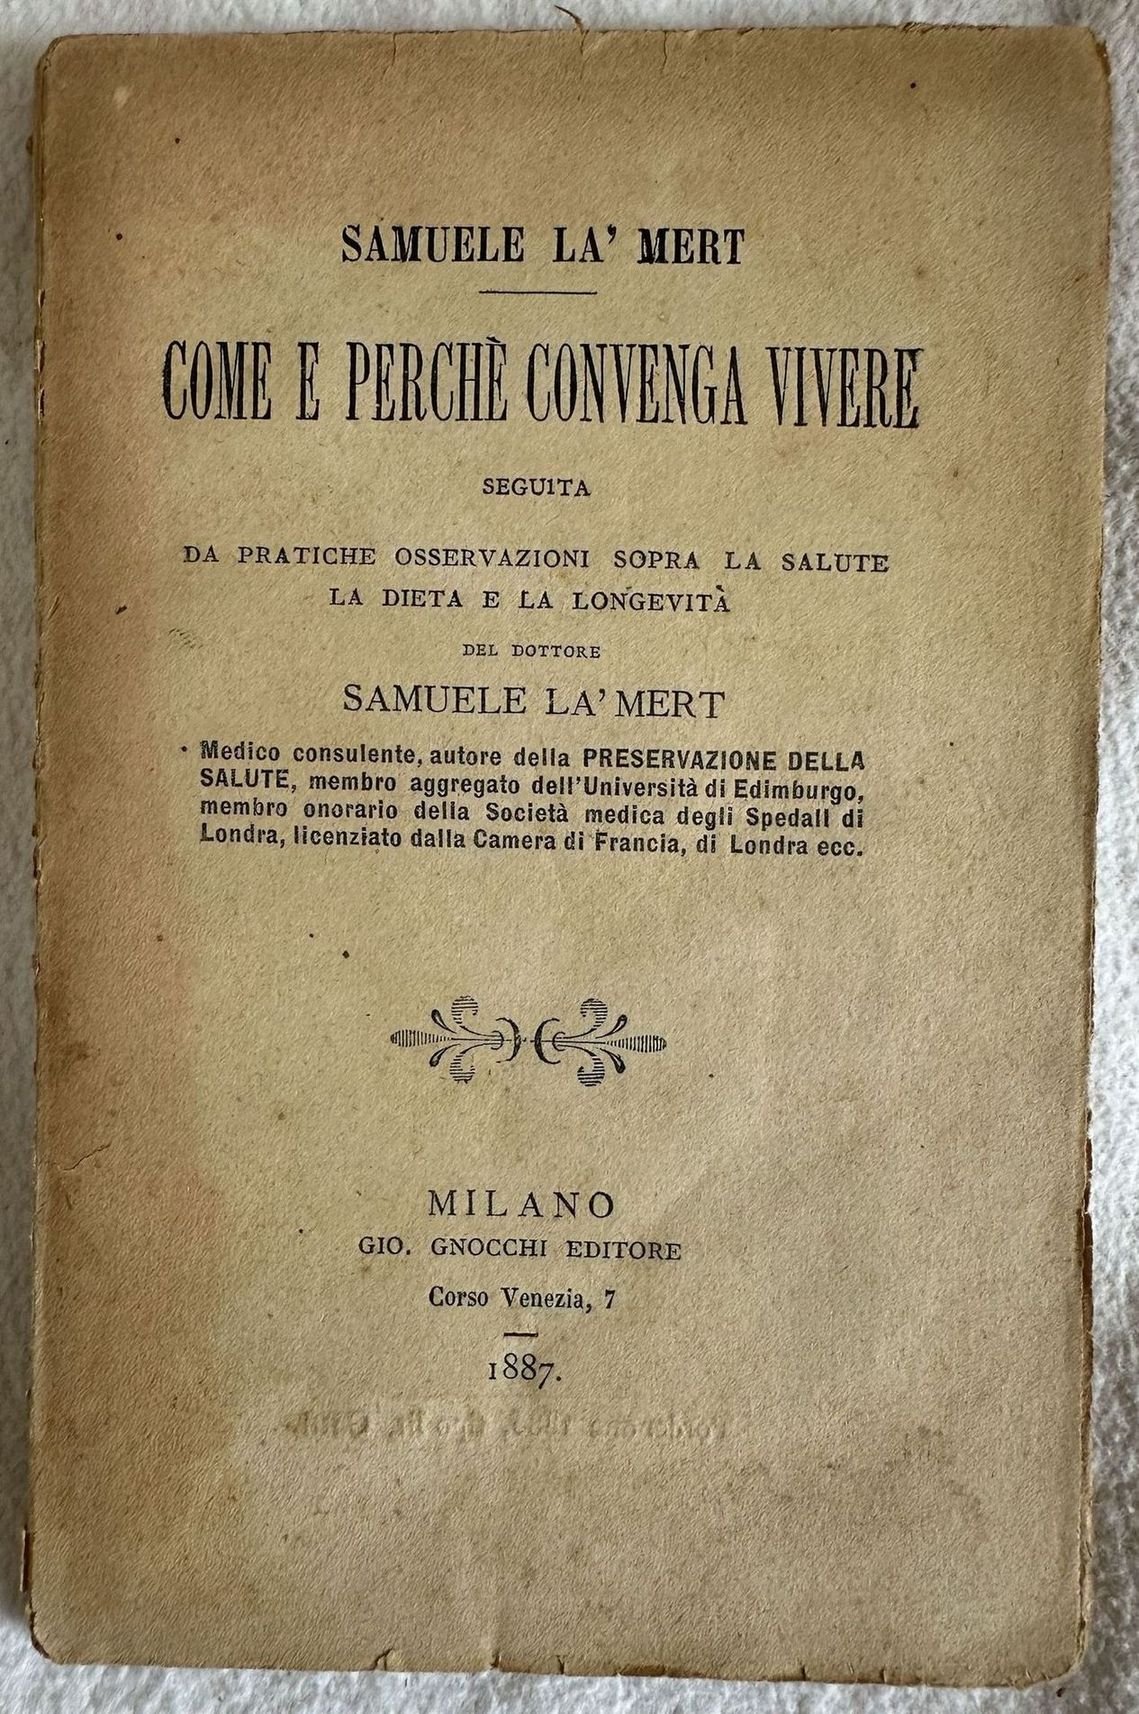 SAMUELE LA' MERT
COME E PERCHÈ CONVENGA VIVERE
SEGU1TA
DA PRATICHE OSSERVAZIONI SOPRA LA SALUTE
LA DIETA E LA LONGEVITÀ
DEL DOTTORE
SAMUELE LA' MERT
Medico consulente, autore della PRESERVAZIONE DELLA
SALUTE, membro aggregato dell'Università di Edimburgo,
membro onorario della Società medica degli Spedali di
Londra, licenziato dalla Camera di Francia, di Londra ecc.
MILANO
GIO. GNOCCHI EDITORE
Corso Venezia, 7
1887.